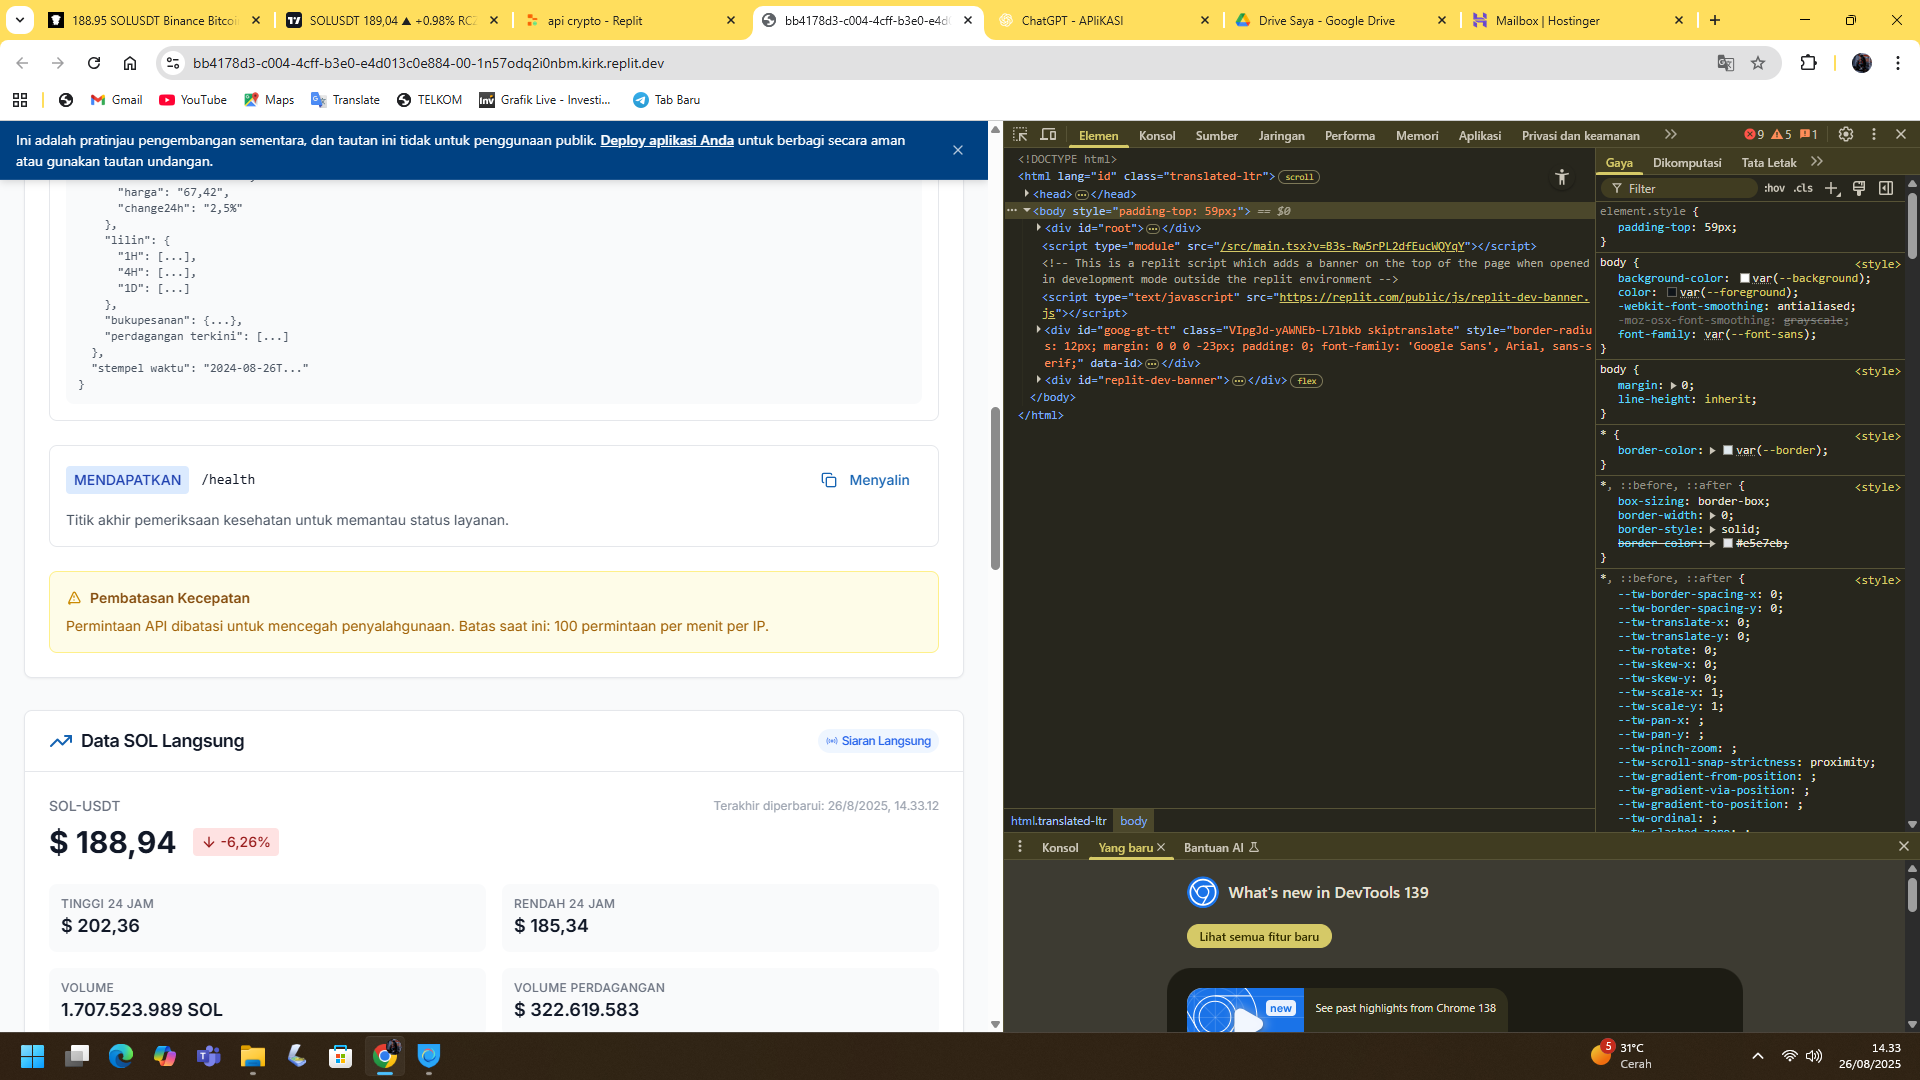 188.95 SOLUSDT Binance Bitcoi
SOLUSDT 189,04 ▲ +0.98% RC
api crypto - Replit
bb4178d3-c004-4cff-b3e0-e4d
ChatGPT - APliKASI
Drive Saya - Google Drive
Mailbox | Hostinger
bb4178d3-c004-4cff-b3e0-e4d013c0e884-00-1n57odq2i0nbm.kirk.replit.dev
Gmail
YouTube
Maps
Translate
TELKOM
Grafik Live - Investi...
Tab Baru
Ini adalah pratinjau pengembangan sementara, dan tautan ini tidak untuk penggunaan publik. Deploy aplikasi Anda untuk berbagi secara aman
atau gunakan tautan undangan.
"harga": "67,42",
"change24h": "2,5%"
},
"lilin": {
"1H": [...],
"4H": [...],
"1D": [...]
},
"bukupesanan": {...},
"perdagangan terkini": [...]
},
"stempel waktu": "2024-08-26T..."
}
MENDAPATKAN /health
Menyalin
Titik akhir pemeriksaan kesehatan untuk memantau status layanan.
Pembatasan Kecepatan
Permintaan API dibatasi untuk mencegah penyalahgunaan. Batas saat ini: 100 permintaan per menit per IP.
Data SOL Langsung
Siaran Langsung
SOL-USDT
Terakhir diperbarui: 26/8/2025, 14.33.12
$ 188,94
↓ -6,26%
TINGGI 24 JAM
$ 202,36
RENDAH 24 JAM
$ 185,34
VOLUME
1.707.523.989 SOL
VOLUME PERDAGANGAN
$ 322.619.583
Elemen
Konsol
Sumber
Jaringan
Performa
Memori
Aplikasi
Privasi dan keamanan
9
5
1
<!DOCTYPE html>
<html lang="id" class="translated-ltr"> scroll
<head> ⋯ </head>
<body style="padding-top: 59px;"> == $0
<div id="root"> ⋯ </div>
<script type="module" src="/src/main.tsx?v=B3s-Rw5rPL2dfEucWQYqY"></script>
<!-- This is a replit script which adds a banner on the top of the page when opened
in development mode outside the replit environment -->
<script type="text/javascript" src="https://replit.com/public/js/replit-dev-banner.
js"></script>
<div id="goog-gt-tt" class="VIpgJd-yAWNEb-L7lbkb skiptranslate" style="border-radiu
s: 12px; margin: 0 0 0 -23px; padding: 0; font-family: 'Google Sans', Arial, sans-s
erif;" data-id> ⋯ </div>
<div id="replit-dev-banner"> ⋯ </div> flex
</body>
</html>
html.translated-ltr
body
Gaya
Dikomputasi
Tata Letak
Filter
:hov
.cls
element.style {
padding-top: 59px;
}
body { <style>
background-color: var(--background);
color: var(--foreground);
-webkit-font-smoothing: antialiased;
-moz-osx-font-smoothing: grayscale;
font-family: var(--font-sans);
}
body { <style>
margin: 0;
line-height: inherit;
}
* { <style>
border-color: var(--border);
}
*, ::before, ::after { <style>
box-sizing: border-box;
border-width: 0;
border-style: solid;
border-color: #e5e7eb;
}
*, ::before, ::after { <style>
--tw-border-spacing-x: 0;
--tw-border-spacing-y: 0;
--tw-translate-x: 0;
--tw-translate-y: 0;
--tw-rotate: 0;
--tw-skew-x: 0;
--tw-skew-y: 0;
--tw-scale-x: 1;
--tw-scale-y: 1;
--tw-pan-x: ;
--tw-pan-y: ;
--tw-pinch-zoom: ;
--tw-scroll-snap-strictness: proximity;
--tw-gradient-from-position: ;
--tw-gradient-via-position: ;
--tw-gradient-to-position: ;
--tw-ordinal: ;
Konsol
Yang baru
Bantuan AI
What's new in DevTools 139
Lihat semua fitur baru
new
See past highlights from Chrome 138
5
31°C
Cerah
14.33
26/08/2025